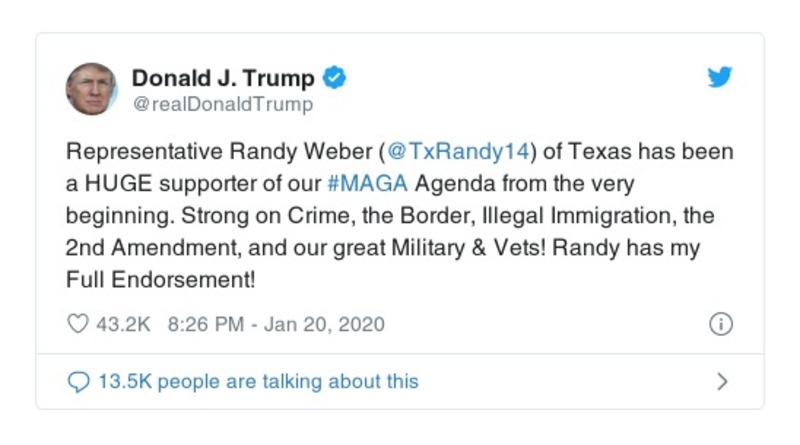 Donald J. Trump
@realDonaldTrump
Representative Randy Weber (@TxRandy14) of Texas has been
a HUGE supporter of our #MAGA Agenda from the very
beginning. Strong on Crime, the Border, Illegal Immigration, the
2nd Amendment, and our great Military & Vets! Randy has my
Full Endorsement!
43.2K 8:26 PM - Jan 20, 2020
13.5K people are talking about this